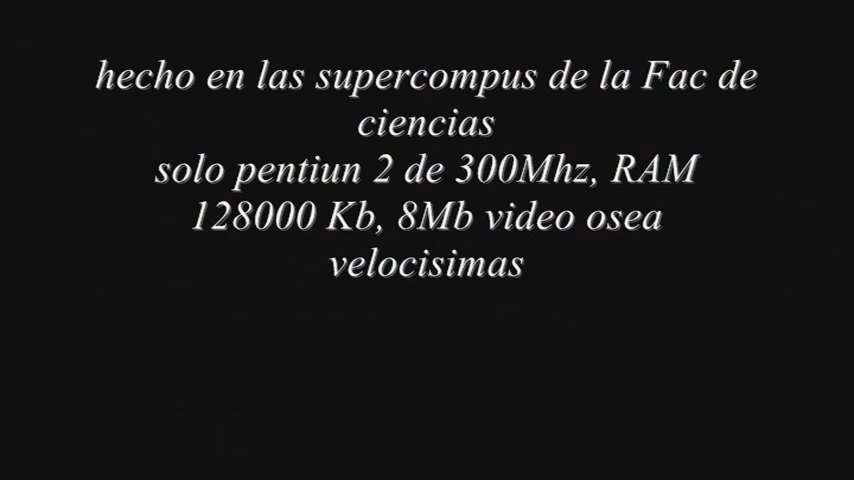 hecho en las supercompus de la Fac de
ciencias
solo pentiun 2 de 300Mhz, RAM
128000 Kb, 8Mb video osea
velocisimas